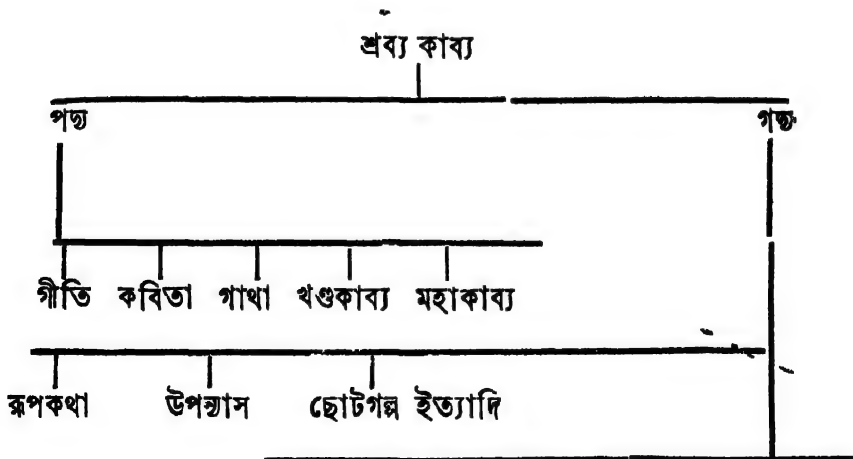 শ্রব্য কাব্য
পদ্য গদ্য
গীতি কবিতা গাথা খণ্ডকাব্য মহাকাব্য
রূপকথা উপন্যাস ছোটগল্প ইত্যাদি